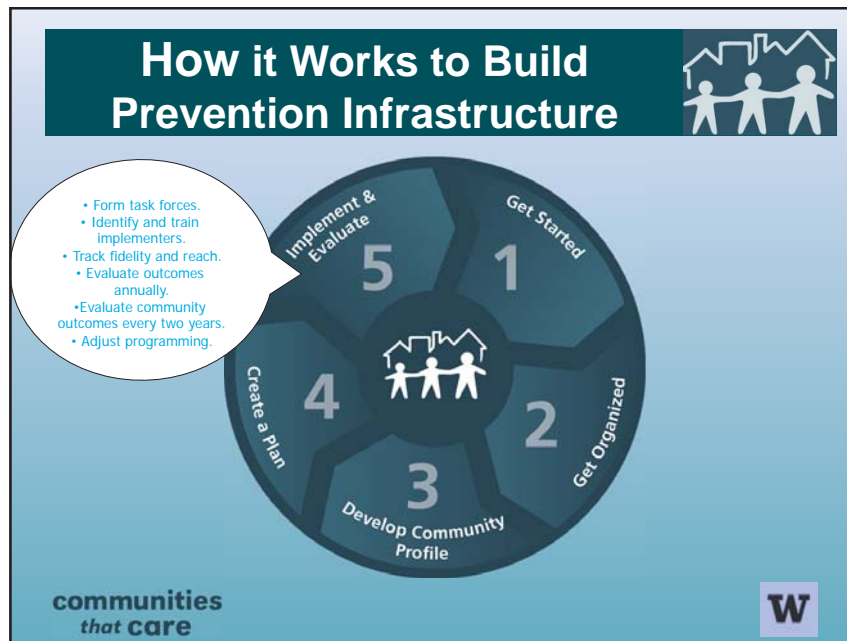 How it Works to Build
Prevention Infrastructure
• Form task forces.
• Identify and train
implementers.
• Track fidelity and reach.
• Evaluate outcomes
annually.
•Evaluate community
outcomes every two years.
• Adjust programming.
Get Started
1
Get Organized
2
3
Develop Community
Profile
Create a Plan
4
Implement &
Evaluate
5
communities
that care
W